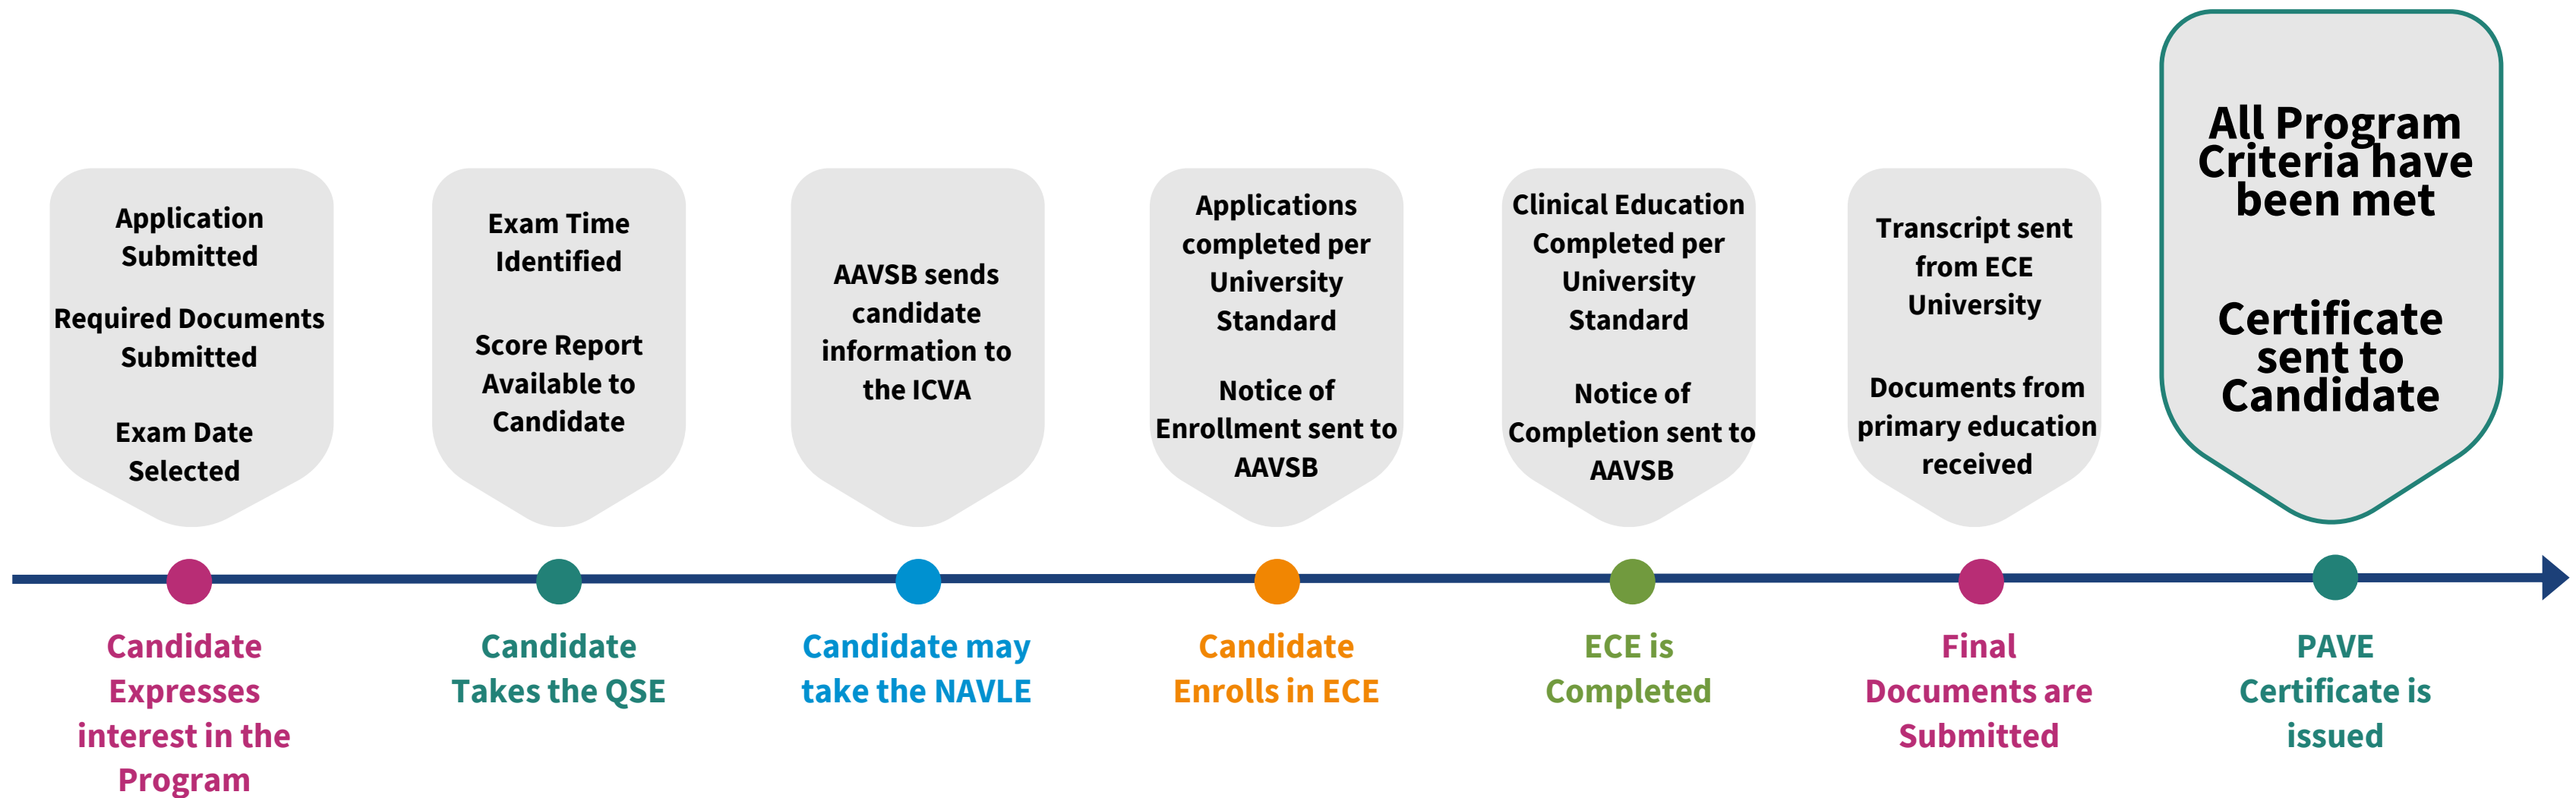 Application
Submitted
Required Documents
Submitted
Exam Date
Selected
Candidate
Expresses
interest in the
Program
Exam Time
Identified
Score Report
Available to
Candidate
Candidate
Takes the QSE
AAVSB sends
candidate
information to
the ICVA
Candidate may
take the NAVLE
Applications
completed per
University
Standard
Notice of
Enrollment sent to
AAVSB
Candidate
Enrolls in ECE
Clinical Education
Completed per
University
Standard
Notice of
Completion sent to
AAVSB
ECE is
Completed
Transcript sent
from ECE
University
Documents from
primary education
received
Final
Documents are
Submitted
All Program
Criteria have
been met
Certificate
sent to
Candidate
PAVE
Certificate is
issued